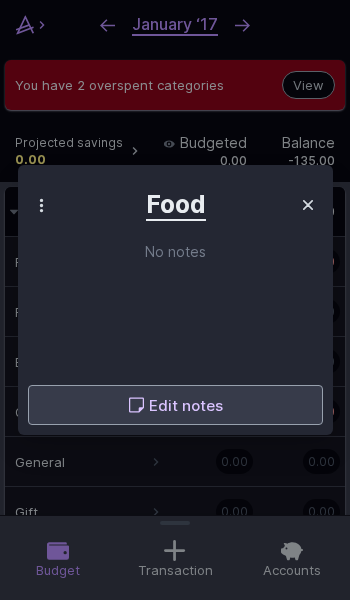 January '17
You have 2 overspent categories
View
Projected savings
0.00
Budgeted
0.00
Balance
-135.00
Food
No notes
Edit notes
General
0.00
0.00
Gift
0.00
0.00
Budget
Transaction
Accounts